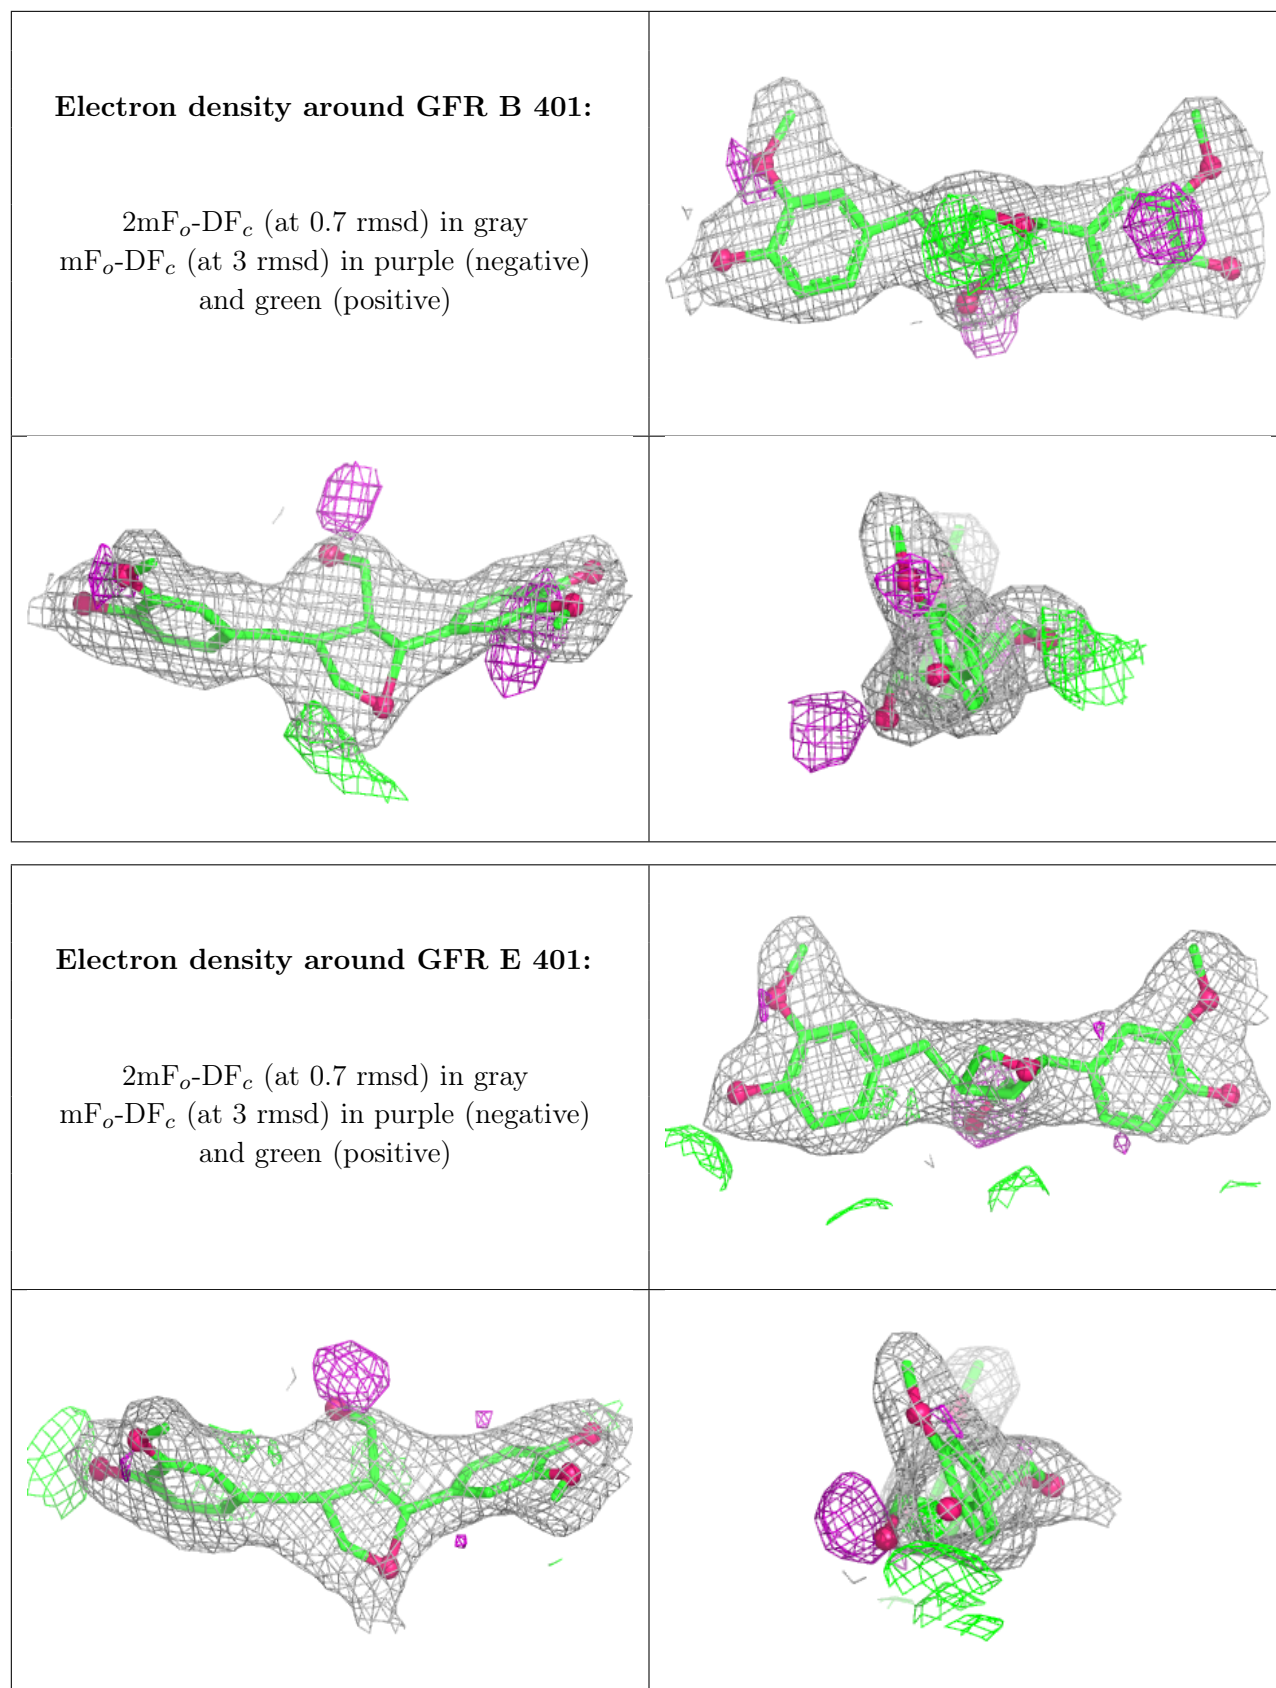 Electron density around GFR B 401:
2mFₒ-DF𝒸 (at 0.7 rmsd) in gray
mFₒ-DF𝒸 (at 3 rmsd) in purple (negative)
and green (positive)
Electron density around GFR E 401:
2mFₒ-DF𝒸 (at 0.7 rmsd) in gray
mFₒ-DF𝒸 (at 3 rmsd) in purple (negative)
and green (positive)